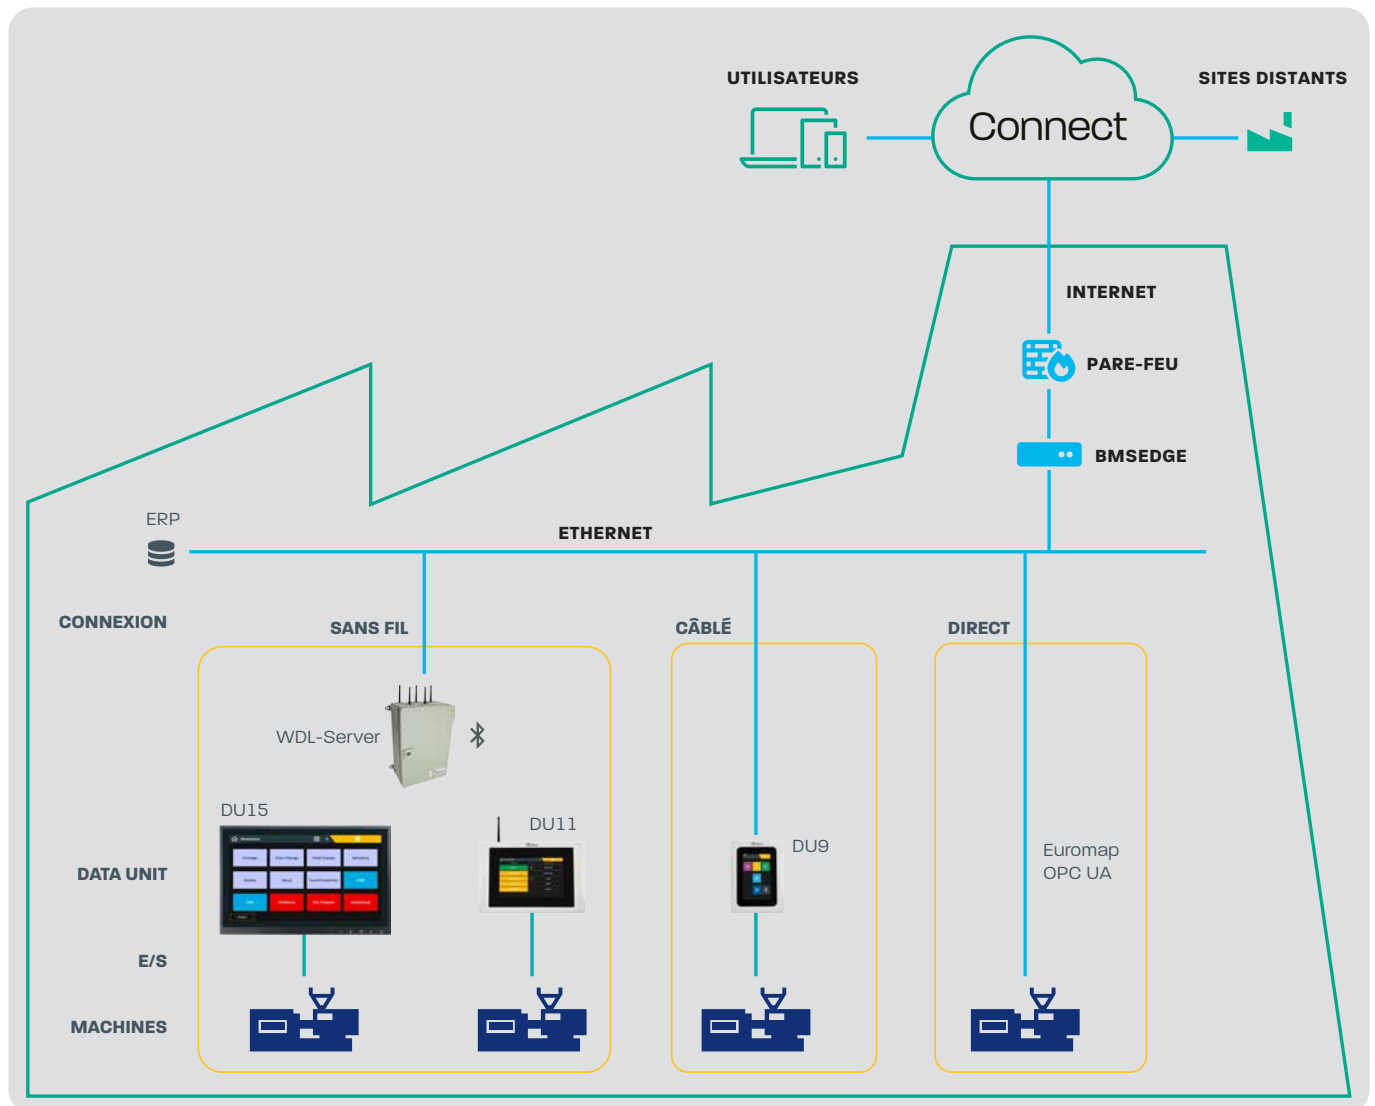 UTILISATEURS
SITES DISTANTS
Connect
INTERNET
PARE-FEU
BMSEDGE
ERP
ETHERNET
CONNEXION
SANS FIL
CÂBLÉ
DIRECT
WDL-Server
DU15
DU11
DU9
Euromap
OPC UA
DATA UNIT
E/S
MACHINES